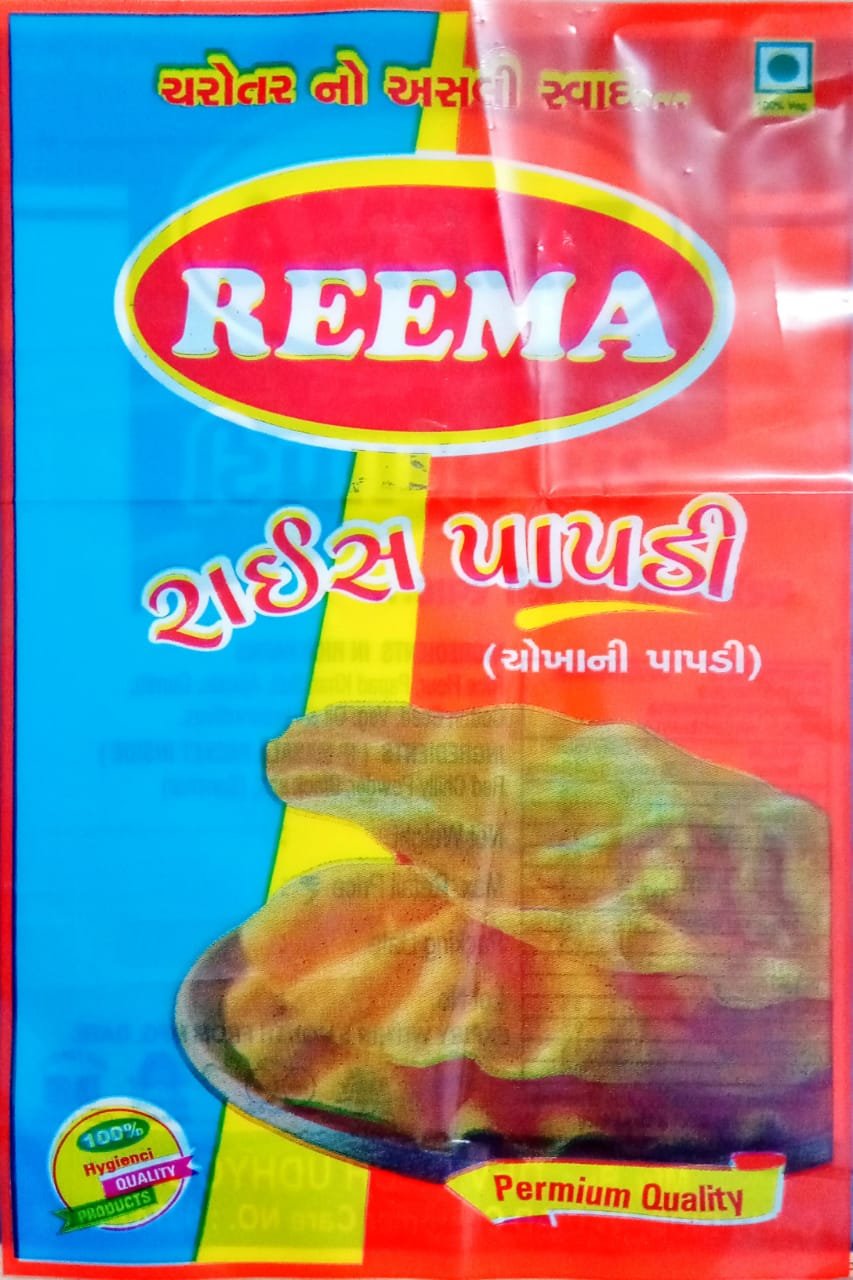 ચરોતર નો અસલી સ્વાદ....
100% Veg
REEMA
રાઈસ પાપડી
(ચોખાની પાપડી)
100%
Hygienci
QUALITY
PRODUCTS
Permium Quality